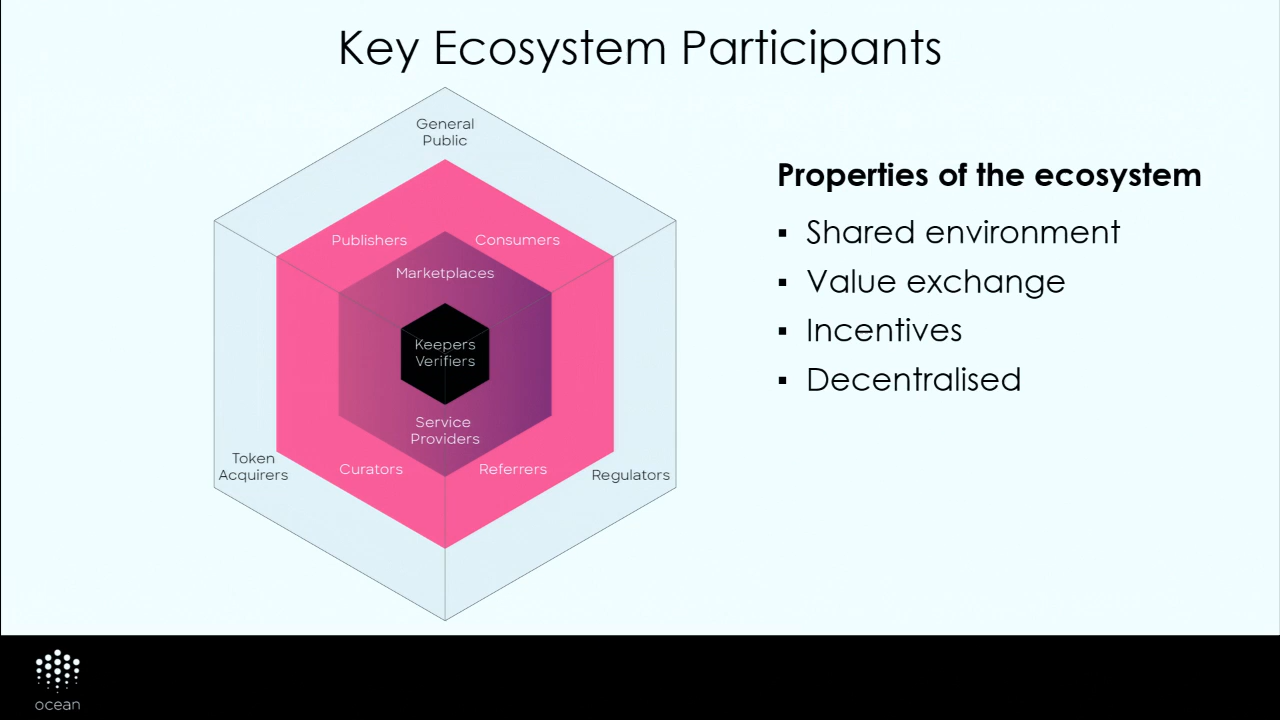 Key Ecosystem Participants
General
Public
Publishers
Consumers
Marketplaces
Keepers
Verifiers
Service
Providers
Curators
Referrers
Token
Acquirers
Regulators
Properties of the ecosystem
▪ Shared environment
▪ Value exchange
▪ Incentives
▪ Decentralised
ocean